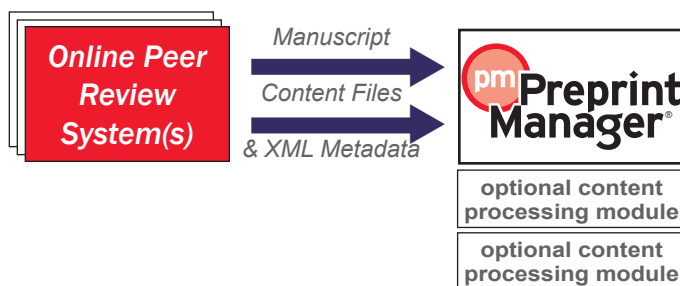 Online Peer
Review
System(s)
Manuscript
Content Files
& XML Metadata
pm
Preprint
Manager®
optional content
processing module
optional content
processing module